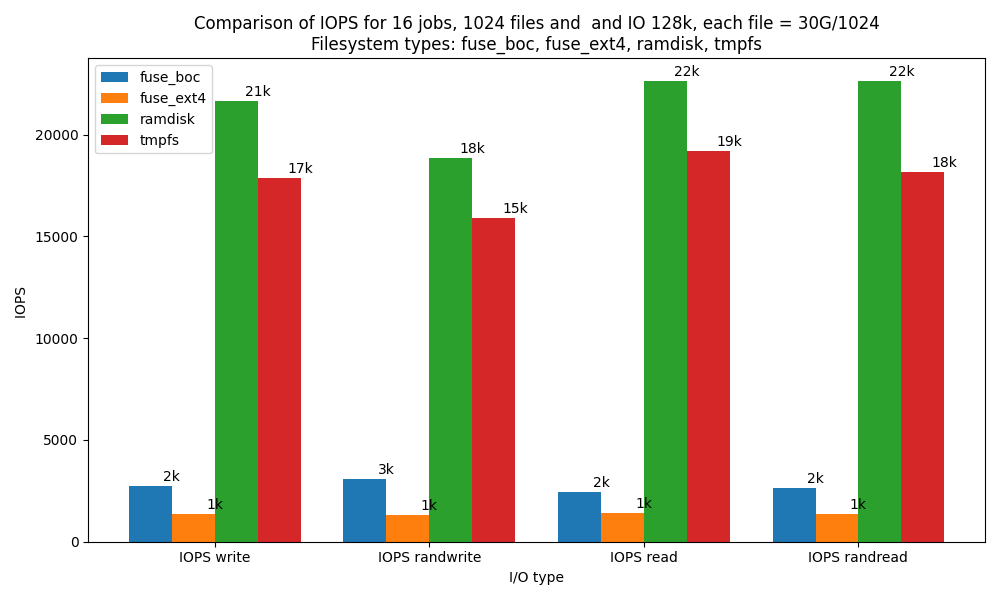 Comparison of IOPS for 16 jobs, 1024 files and  and IO 128k, each file = 30G/1024
Filesystem types: fuse_boc, fuse_ext4, ramdisk, tmpfs
fuse_boc
fuse_ext4
ramdisk
tmpfs
IOPS
20000
15000
10000
5000
0
2k
1k
21k
17k
3k
1k
18k
15k
2k
1k
22k
19k
2k
1k
22k
18k
IOPS write
IOPS randwrite
IOPS read
IOPS randread
I/O type